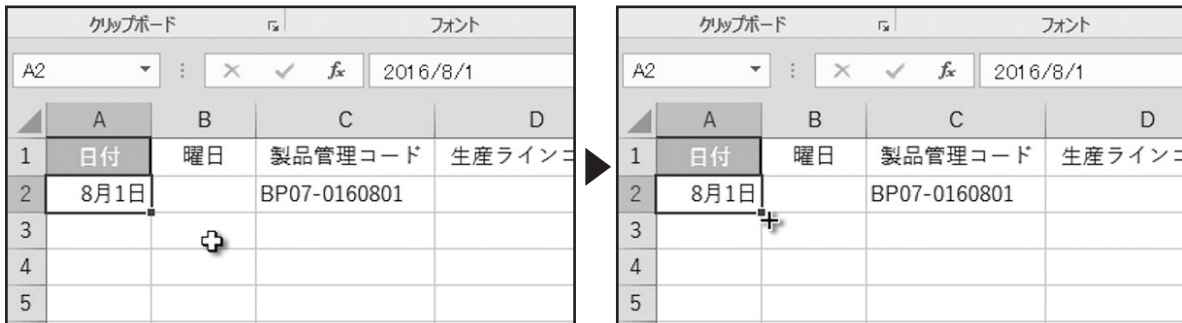 クリップボード フォント
A2 fx 2016/8/1
A B C D
1 日付 曜日 製品管理コード 生産ラインコ
2 8月1日 BP07-0160801
3
4
5
クリップボード フォント
A2 fx 2016/8/1
A B C D
1 日付 曜日 製品管理コード 生産ラインコ
2 8月1日 BP07-0160801
3
4
5